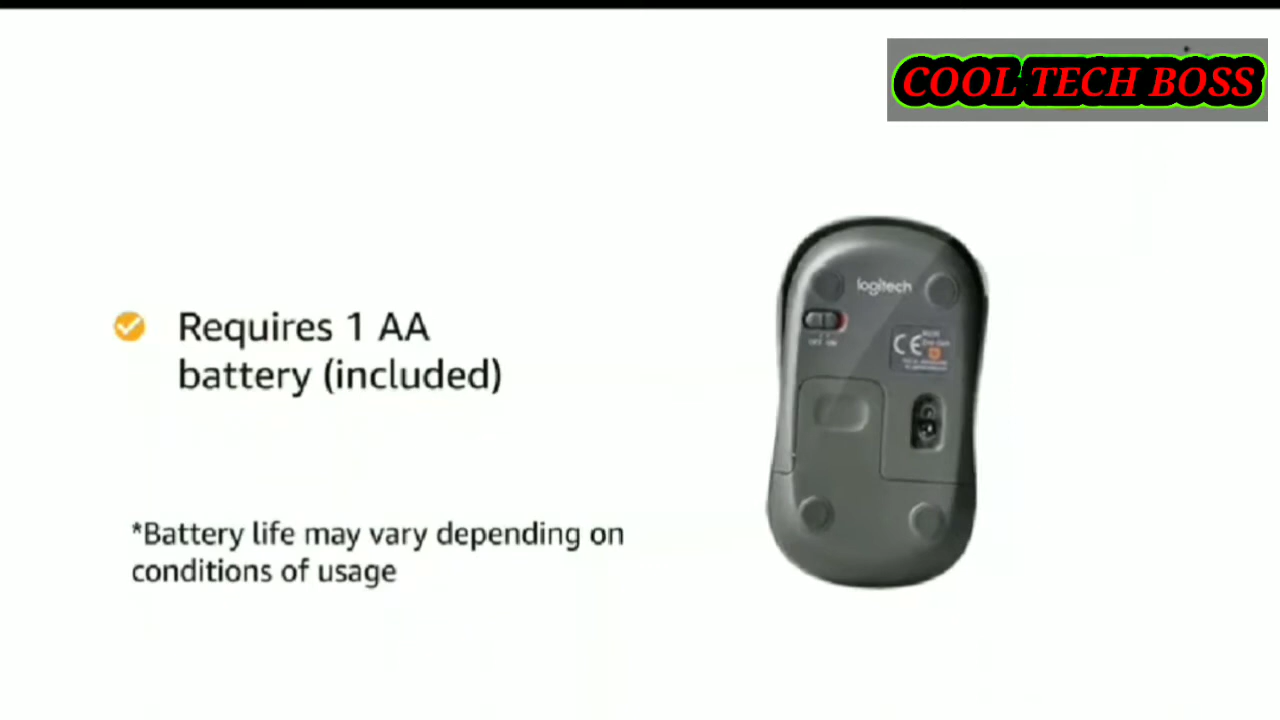 COOL TECH BOSS
logitech
Requires 1 AA
battery (included)
CE
*Battery life may vary depending on
conditions of usage